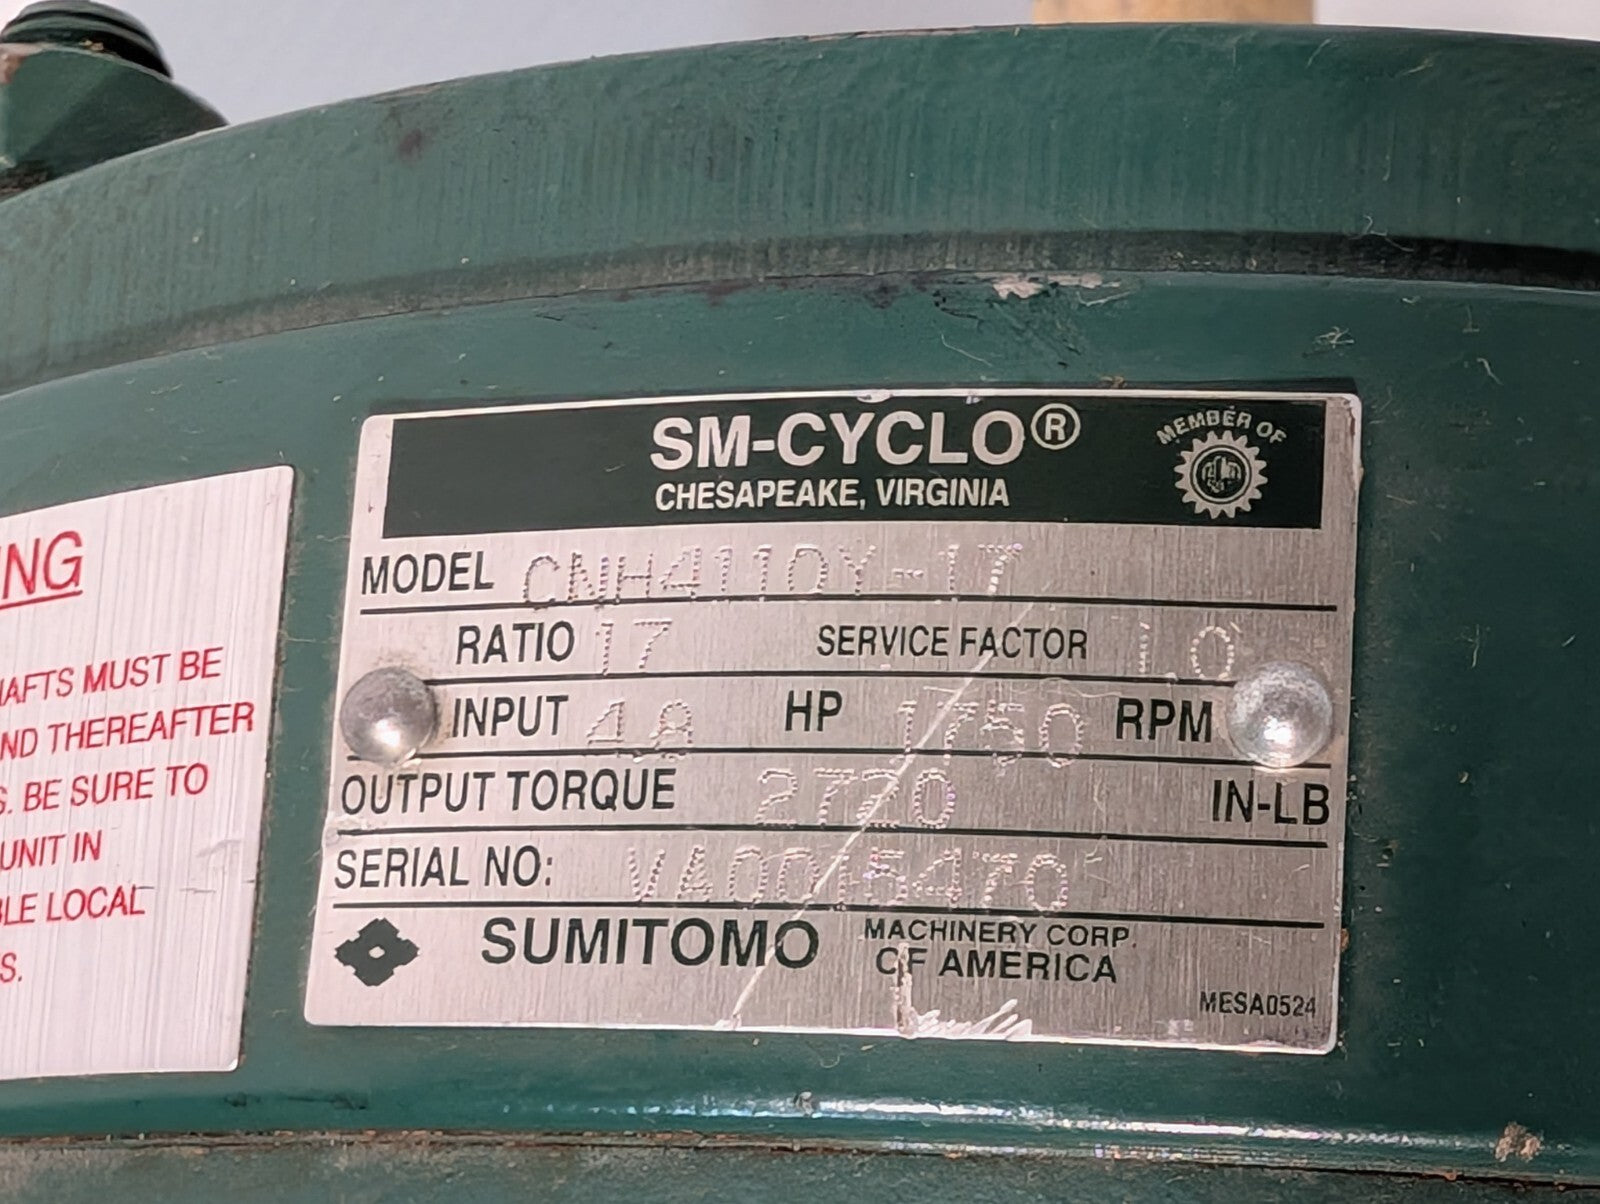 SM-CYCLO®
CHESAPEAKE, VIRGINIA
MEMBER OF
MODEL CNH4110Y-17
RATIO 17 SERVICE FACTOR 1.0
INPUT 4.8 HP 1750 RPM
OUTPUT TORQUE 2720 IN-LB
SERIAL NO: VA0015470
SUMITOMO MACHINERY CORP.
OF AMERICA
MESA0524
NG
HAFTS MUST BE
ND THEREAFTER
S. BE SURE TO
UNIT IN
BLE LOCAL
S.